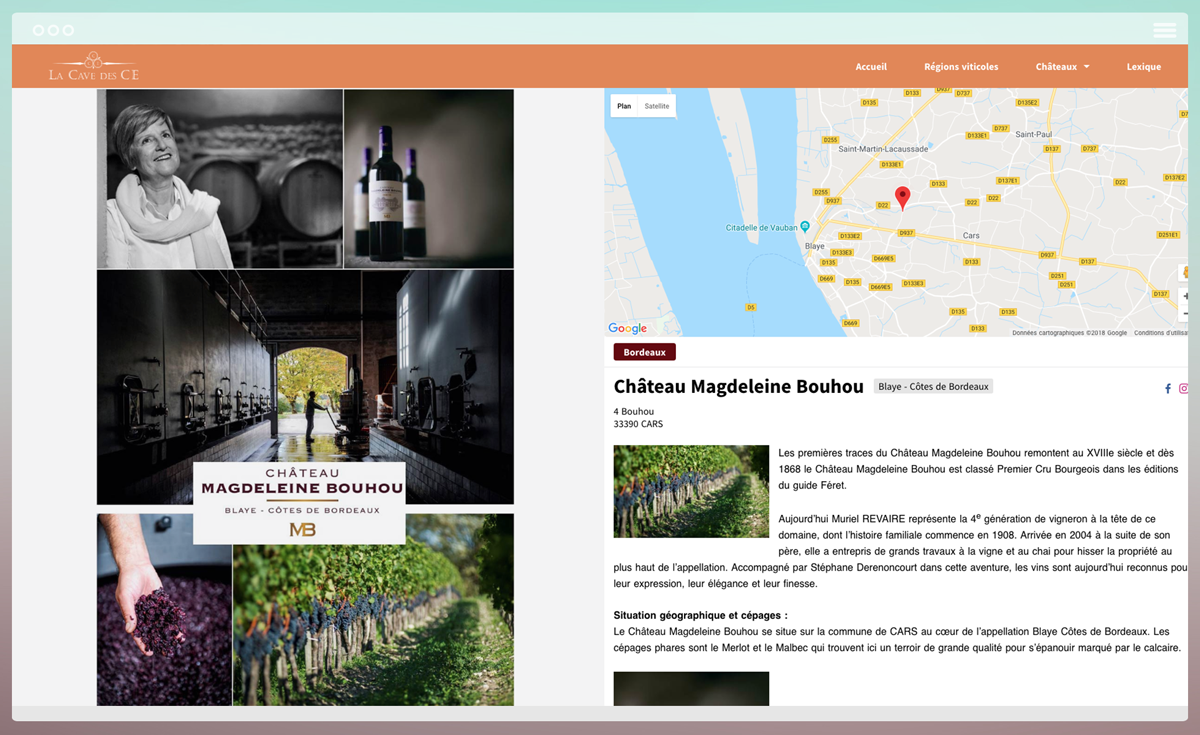 LA CAVE DES CE
Accueil
Régions viticoles
Châteaux
Lexique
CHÂTEAU
MAGDELEINE BOUHOU
BLAYE - CÔTES DE BORDEAUX
MB
Plan
Satellite
D133
D937
D737
D135
D135E2
D737
D133E1
Saint-Paul
D255
Saint-Martin-Lacaussade
D137
D737
D133E1
D137E2
D133
D137E1
D22
D255
D937
D22
D22
D22
Citadelle de Vauban
D937
D133E2
Cars
D251E1
Blaye
D133E3
D669E5
D937
D135
D133
D137
D669
D135
D669E5
D133E3
D251
D251
D137
D5
D135
D135
D669
D133
Google
Données cartographiques ©2018 Google
Conditions d'utilisa
Bordeaux
Château Magdeleine Bouhou
Blaye - Côtes de Bordeaux
4 Bouhou
33390 CARS
Les premières traces du Château Magdeleine Bouhou remontent au XVIIIe siècle et dès
1868 le Château Magdeleine Bouhou est classé Premier Cru Bourgeois dans les éditions
du guide Féret.
Aujourd'hui Muriel REVAIRE représente la 4e génération de vigneron à la tête de ce
domaine, dont l'histoire familiale commence en 1908. Arrivée en 2004 à la suite de son
père, elle a entrepris de grands travaux à la vigne et au chai pour hisser la propriété au
plus haut de l'appellation. Accompagné par Stéphane Derenoncourt dans cette aventure, les vins sont aujourd'hui reconnus pou
leur expression, leur élégance et leur finesse.
Situation géographique et cépages :
Le Château Magdeleine Bouhou se situe sur la commune de CARS au cœur de l'appellation Blaye Côtes de Bordeaux. Les
cépages phares sont le Merlot et le Malbec qui trouvent ici un terroir de grande qualité pour s'épanouir marqué par le calcaire.